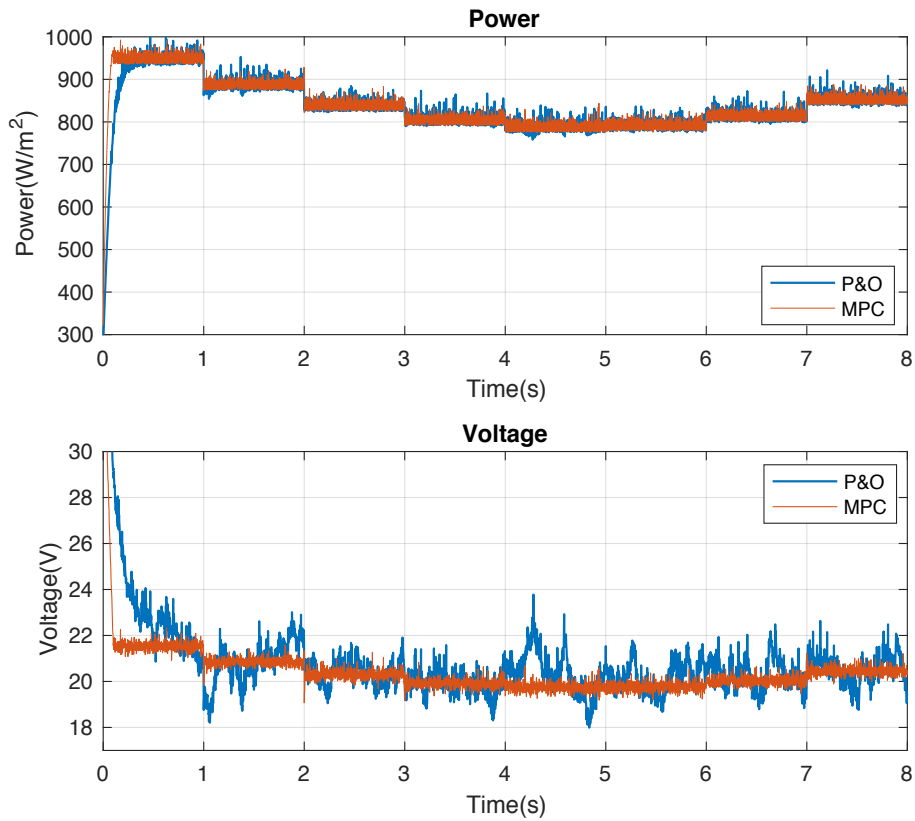 Power
1000
900
800
700
600
500
400
300
Power(W/m²)
P&O
MPC
0 1 2 3 4 5 6 7 8
Time(s)
Voltage
30
28
26
24
22
20
18
Voltage(V)
P&O
MPC
0 1 2 3 4 5 6 7 8
Time(s)